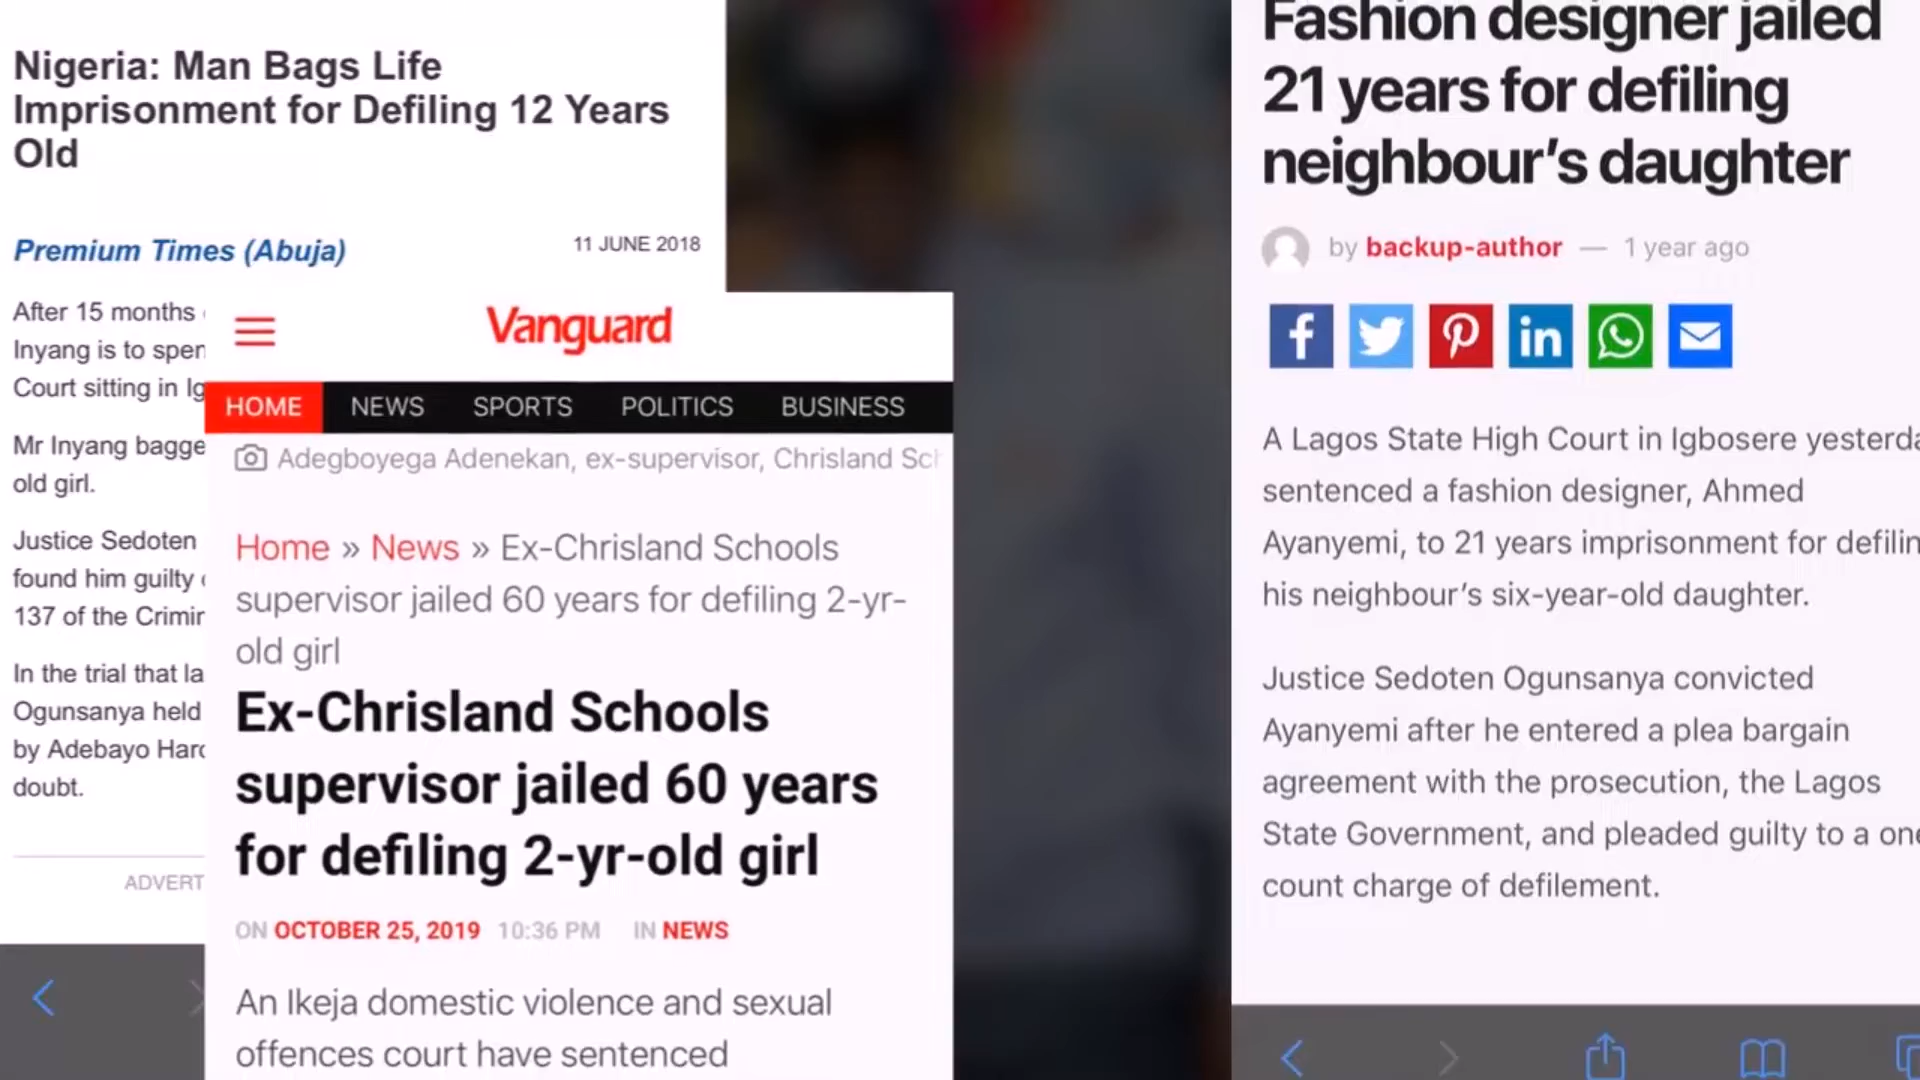 Nigeria: Man Bags Life
Imprisonment for Defiling 12 Years
Old
Premium Times (Abuja)
11 JUNE 2018
After 15 months
Inyang is to
Court sitting in
Mr Inyang
old girl.
Justice Sedoten
found him guilty
137 of the
In the trial that
Ogunsanya held
by Adebayo
doubt.
Vanguard
HOME NEWS SPORTS POLITICS BUSINESS
Adegboyega Adenekan, ex-supervisor, Chrisland
Home » News » Ex-Chrisland Schools
supervisor jailed 60 years for defiling 2-yr-
old girl
Ex-Chrisland Schools
supervisor jailed 60 years
for defiling 2-yr-old girl
ON OCTOBER 25, 2019 10:36 PM IN NEWS
An Ikeja domestic violence and sexual
offences court have sentenced
Fashion designer jailed
21 years for defiling
neighbour's daughter
by backup-author — 1 year ago
A Lagos State High Court in Igbosere
sentenced a fashion designer, Ahmed
Ayanyemi, to 21 years imprisonment for
his neighbour's six-year-old daughter.
Justice Sedoten Ogunsanya convicted
Ayanyemi after he entered a plea bargain
agreement with the prosecution, the Lagos
State Government, and pleaded guilty to a
count charge of defilement.